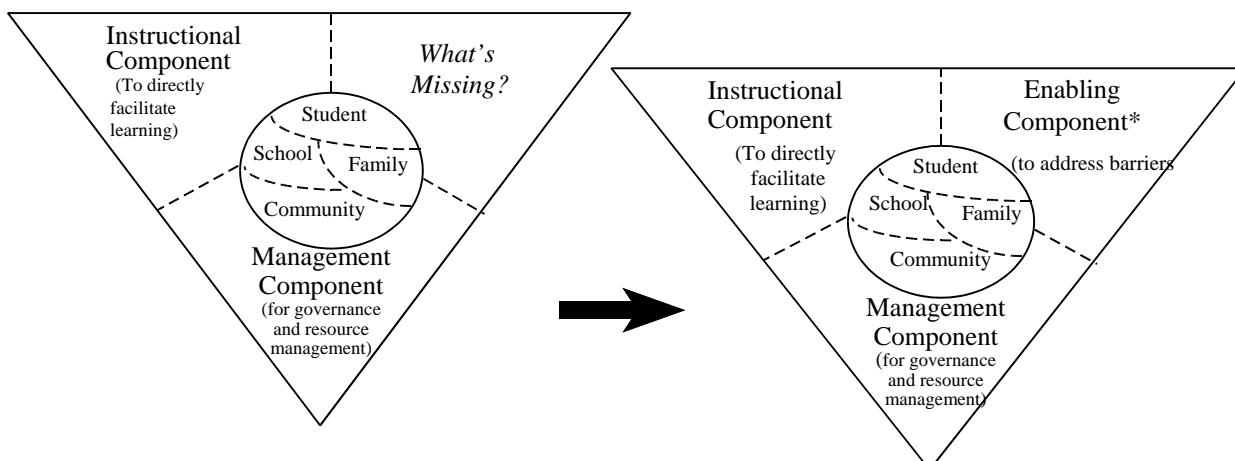 Instructional
Component
(To directly
facilitate
learning)
What's
Missing?
Student
School
Family
Community
Management
Component
(for governance
and resource
management)
Instructional
Component
(To directly
facilitate
learning)
Enabling
Component*
(to address barriers
Student
School
Family
Community
Management
Component
(for governance
and resource
management)